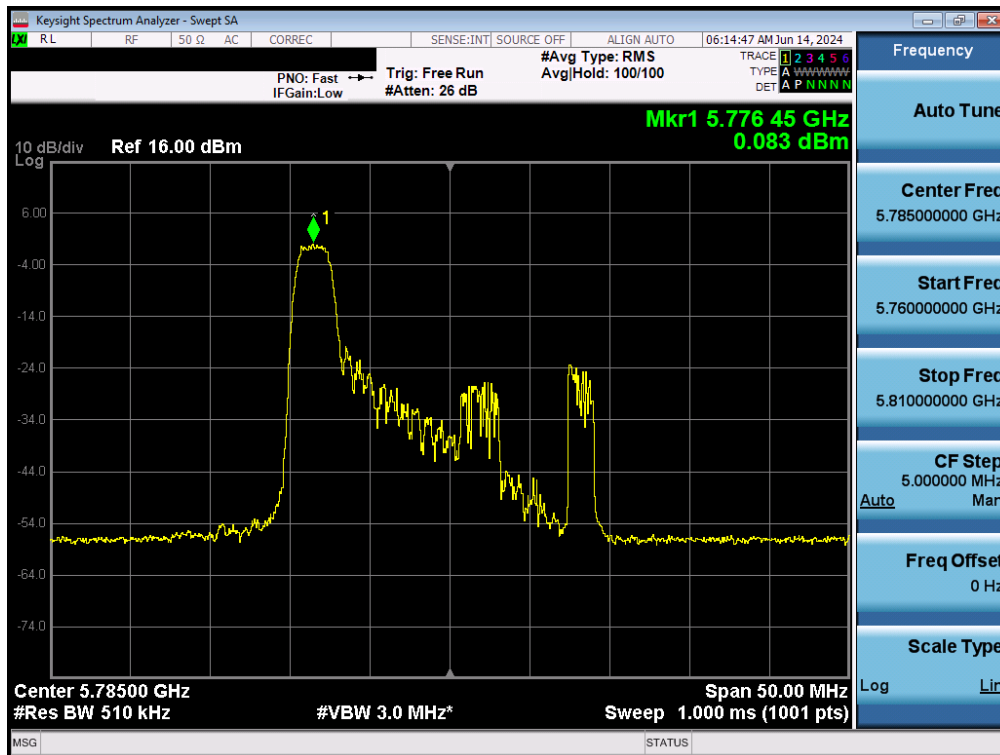 Keysight Spectrum Analyzer - Swept SA
LXI RL RF 50 Ω AC CORREC SENSE:INT SOURCE OFF ALIGN AUTO 06:14:47 AM Jun 14, 2024
PNO: Fast
IFGain:Low
Trig: Free Run
#Atten: 26 dB
#Avg Type: RMS
Avg|Hold: 100/100
TRACE 1 2 3 4 5 6
TYPE A WWWWW
DET A P N N N N
Mkr1 5.776 45 GHz
0.083 dBm
10 dB/div Ref 16.00 dBm
Log
1
6.00
-4.00
-14.0
-24.0
-34.0
-44.0
-54.0
-64.0
-74.0
Center 5.78500 GHz
#Res BW 510 kHz
#VBW 3.0 MHz*
Span 50.00 MHz
Sweep 1.000 ms (1001 pts)
MSG STATUS
Frequency
Auto Tune
Center Freq
5.785000000 GHz
Start Freq
5.760000000 GHz
Stop Freq
5.810000000 GHz
CF Step
5.000000 MHz
Auto Man
Freq Offset
0 Hz
Scale Type
Log Lin